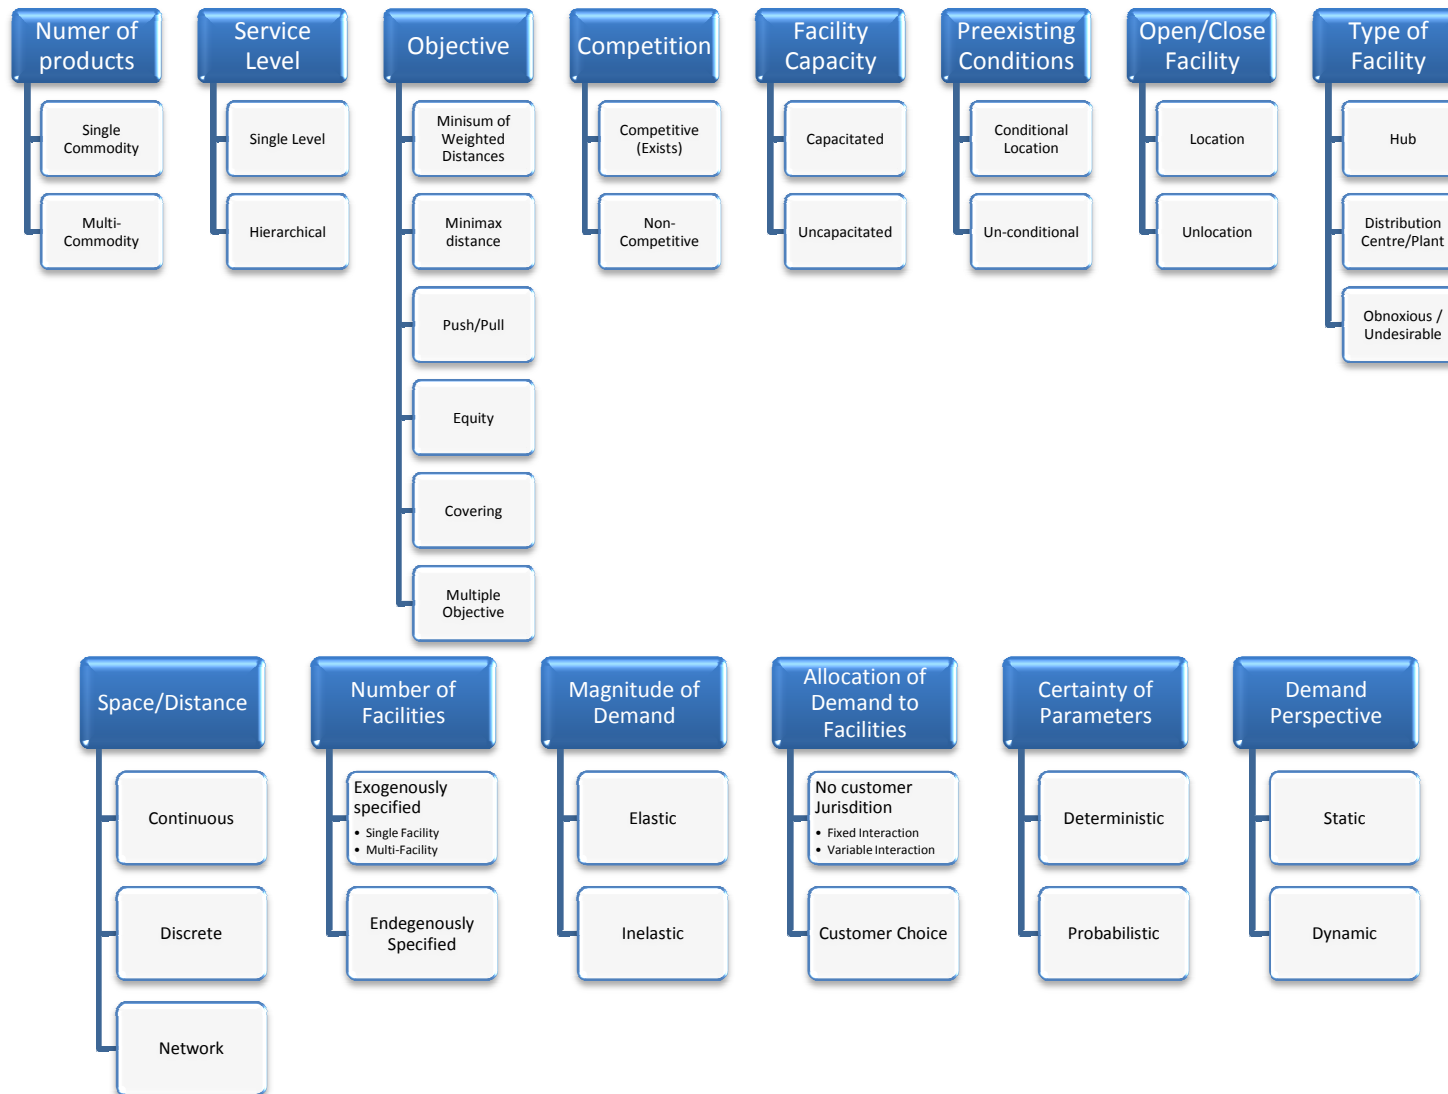 Numer of
products
Single
Commodity
Multi-
Commodity
Service
Level
Single Level
Hierarchical
Objective
Minisum of
Weighted
Distances
Minimax
distance
Push/Pull
Equity
Covering
Multiple
Objective
Competition
Competitive
(Exists)
Non-
Competitive
Facility
Capacity
Capacitated
Uncapacitated
Preexisting
Conditions
Conditional
Location
Un-conditional
Open/Close
Facility
Location
Unlocation
Type of
Facility
Hub
Distribution
Centre/Plant
Obnoxious /
Undesirable
Space/Distance
Continuous
Discrete
Network
Number of
Facilities
Exogenously
specified
• Single Facility
• Multi-Facility
Endegenously
Specified
Magnitude of
Demand
Elastic
Inelastic
Allocation of
Demand to
Facilities
No customer
Jurisdition
• Fixed Interaction
• Variable Interaction
Customer Choice
Certainty of
Parameters
Deterministic
Probabilistic
Demand
Perspective
Static
Dynamic